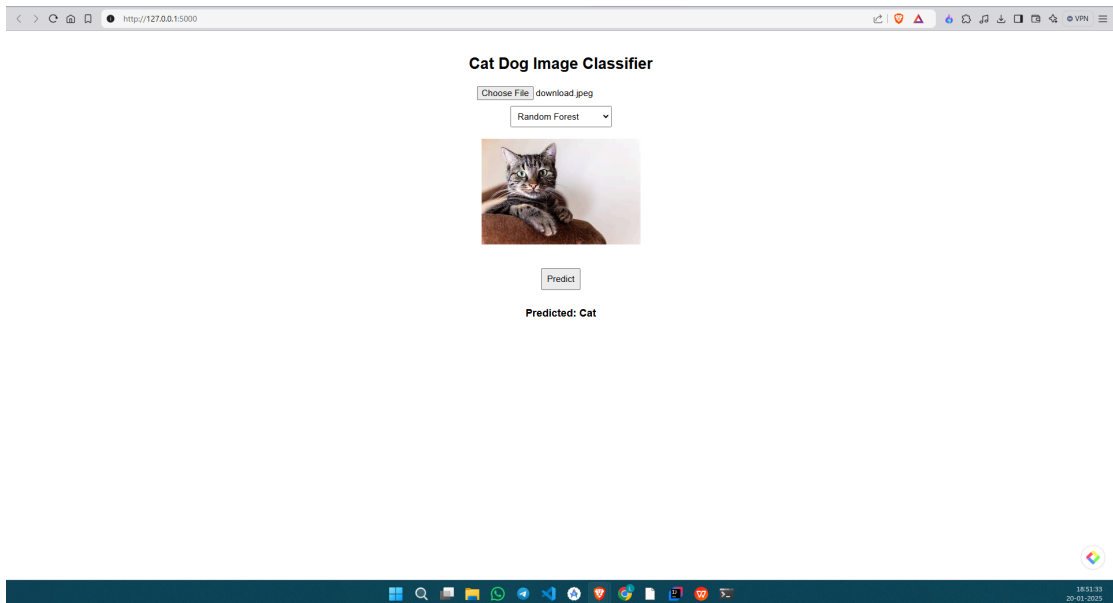 http://127.0.0.1:5000
VPN
Cat Dog Image Classifier
Choose File download.jpeg
Random Forest
Predict
Predicted: Cat
18:51:33
20-01-2025